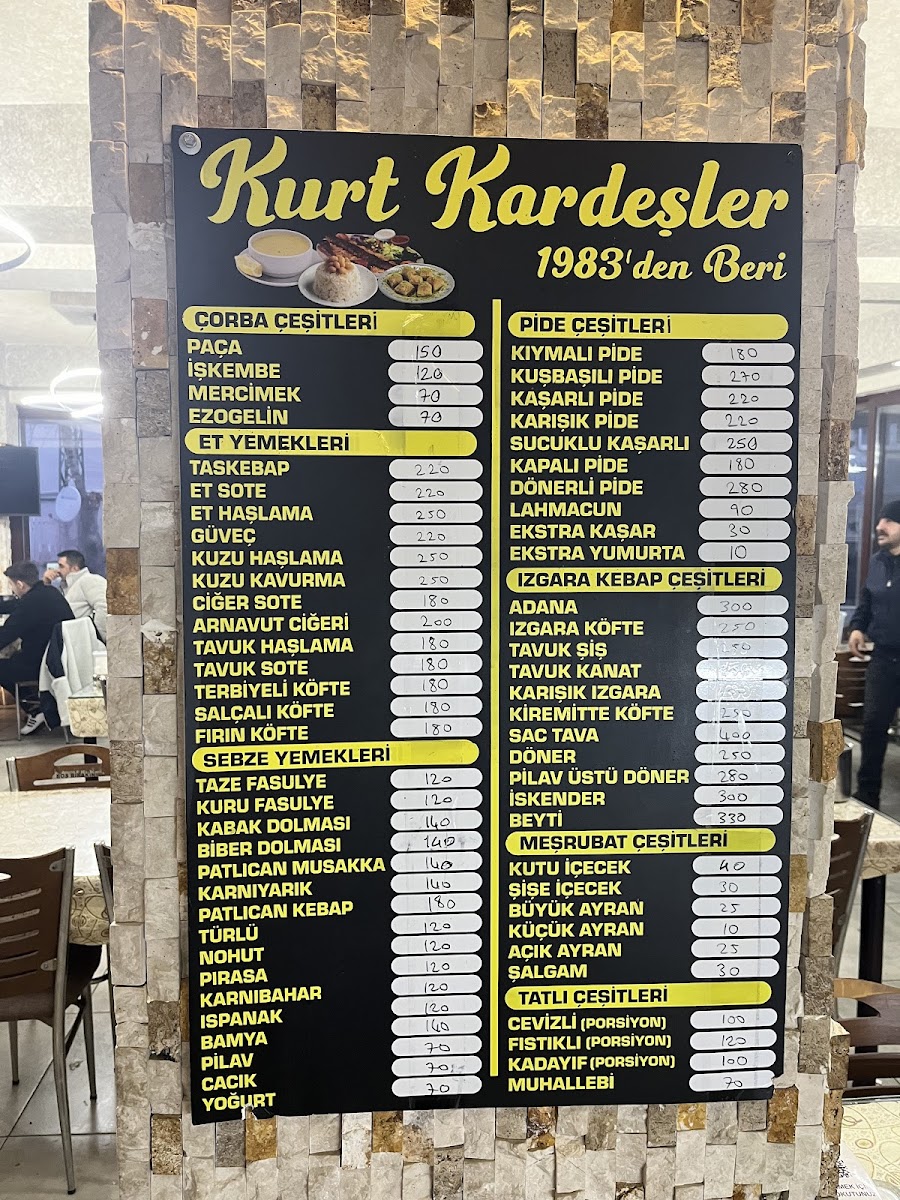 Kurt Kardeşler
1983'den Beri
ÇORBA ÇEŞİTLERİ
PAÇA 150
İŞKEMBE 120
MERCİMEK 70
EZOGELİN 70
ET YEMEKLERİ
TASKEBAP 220
ET SOTE 220
ET HAŞLAMA 250
GÜVEÇ 220
KUZU HAŞLAMA 250
KUZU KAVURMA 250
CİĞER SOTE 180
ARNAVUT CİĞERİ 200
TAVUK HAŞLAMA 180
TAVUK SOTE 180
TERBİYELİ KÖFTE 180
SALÇALI KÖFTE 180
FIRIN KÖFTE 180
SEBZE YEMEKLERİ
TAZE FASULYE 120
KURU FASULYE 120
KABAK DOLMASI 140
BİBER DOLMASI 140
PATLICAN MUSAKKA 140
KARNIYARIK 140
PATLICAN KEBAP 180
TÜRLÜ 120
NOHUT 120
PIRASA 120
KARNIBAHAR 120
ISPANAK 120
BAMYA 140
PİLAV 70
CACIK 70
YOĞURT 70
PİDE ÇEŞİTLERİ
KIYMALI PİDE 180
KUŞBAŞILI PİDE 270
KAŞARLI PİDE 220
KARIŞIK PİDE 220
SUCUKLU KAŞARLI 250
KAPALI PİDE 180
DÖNERLİ PİDE 280
LAHMACUN 90
EKSTRA KAŞAR 30
EKSTRA YUMURTA 10
IZGARA KEBAP ÇEŞİTLERİ
ADANA 300
IZGARA KÖFTE 250
TAVUK ŞİŞ
TAVUK KANAT
KARIŞIK IZGARA
KİREMİTTE KÖFTE 250
SAC TAVA 400
DÖNER 250
PİLAV ÜSTÜ DÖNER 280
İSKENDER 300
BEYTİ 330
MEŞRUBAT ÇEŞİTLERİ
KUTU İÇECEK 40
ŞİŞE İÇECEK 30
BÜYÜK AYRAN 25
KÜÇÜK AYRAN 10
AÇIK AYRAN 25
ŞALGAM 30
TATLI ÇEŞİTLERİ
CEVİZLİ (PORSİYON) 100
FISTIKLI (PORSİYON) 120
KADAYIF (PORSİYON) 100
MUHALLEBİ 70